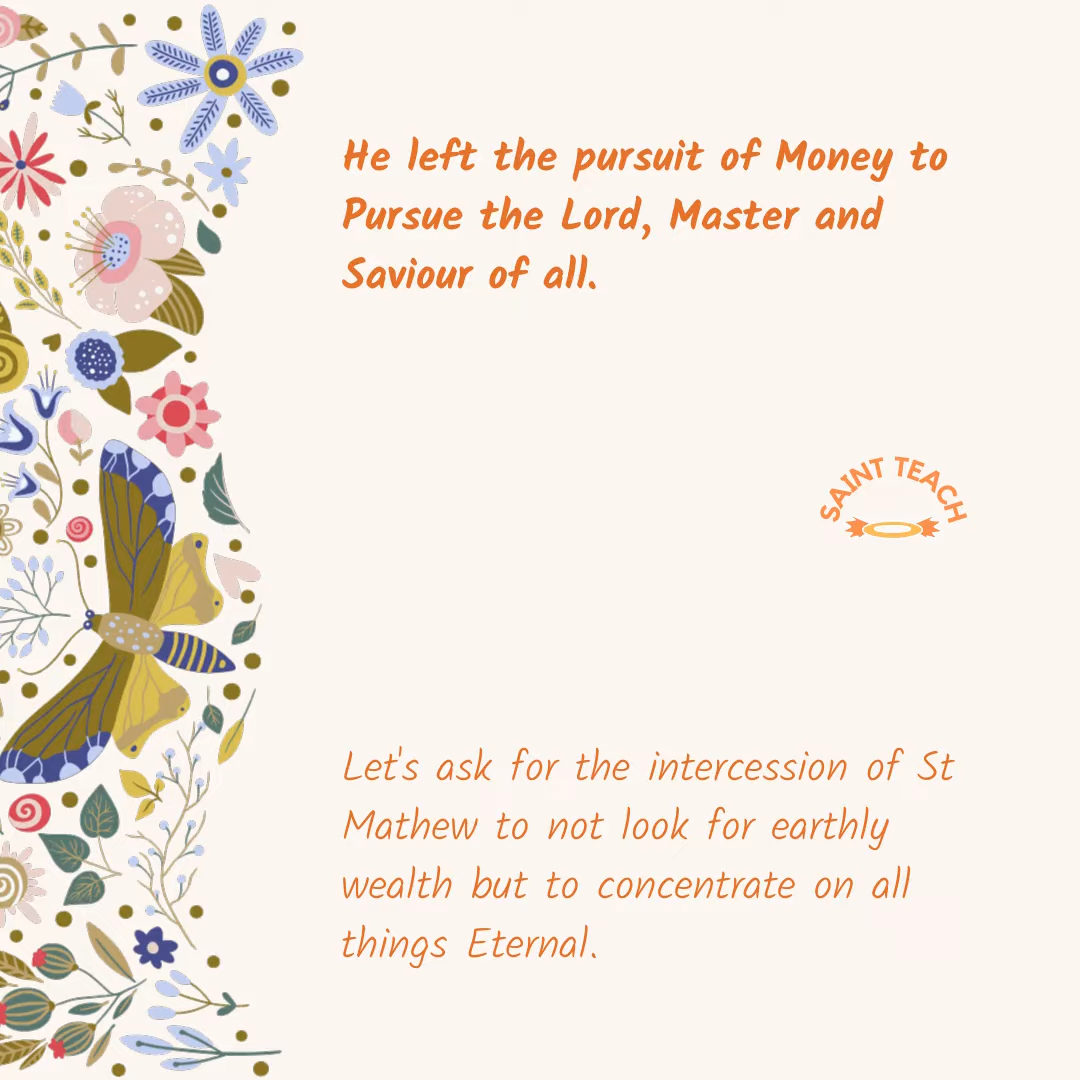 He left the pursuit of Money to
Pursue the Lord, Master and
Saviour of all.
SAINT TEACH
Let's ask for the intercession of St
Mathew to not look for earthly
wealth but to concentrate on all
things Eternal.